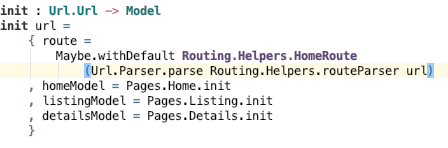 init : Url.Url -> Model
init url =
    { route =
        Maybe.withDefault Routing.Helpers.HomeRoute
            (Url.Parser.parse Routing.Helpers.routeParser url)
    , homeModel = Pages.Home.init
    , listingModel = Pages.Listing.init
    , detailsModel = Pages.Details.init
    }